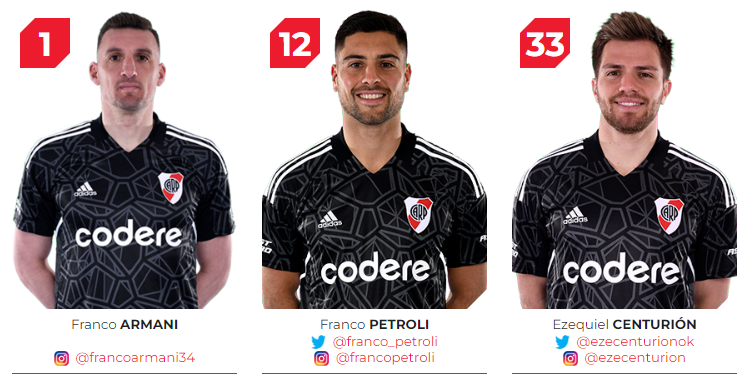 1
adidas
CARP
codere
Franco ARMANI
@francoarmani34
12
adidas
CARP
codere
Franco PETROLI
@franco_petroli
@francopetroli
33
adidas
CARP
codere
Ezequiel CENTURIÓN
@ezecenturionok
@ezecenturion